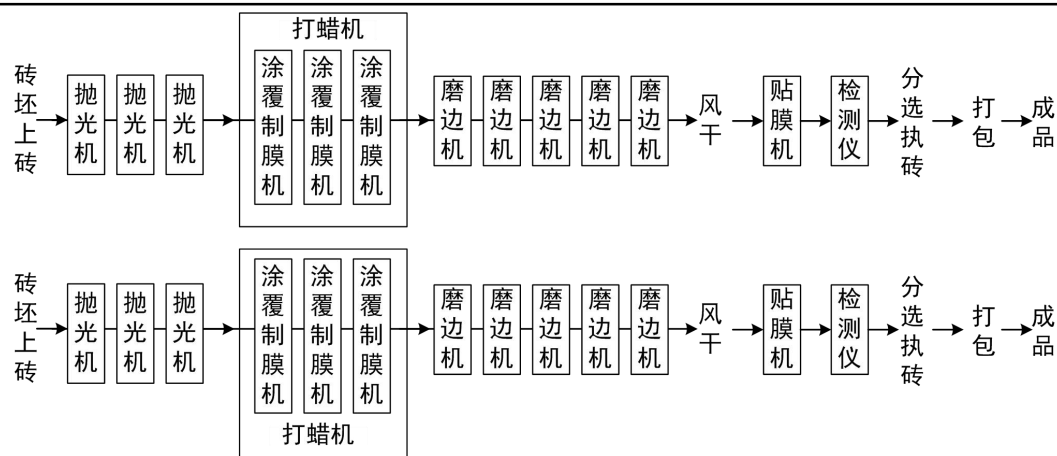 打蜡机
砖坯上砖
抛光机
抛光机
抛光机
涂覆制膜机
涂覆制膜机
涂覆制膜机
磨边机
磨边机
磨边机
磨边机
磨边机
风干
贴膜机
检测仪
分选执砖
打包
成品
砖坯上砖
抛光机
抛光机
抛光机
涂覆制膜机
涂覆制膜机
涂覆制膜机
打蜡机
磨边机
磨边机
磨边机
磨边机
磨边机
风干
贴膜机
检测仪
分选执砖
打包
成品